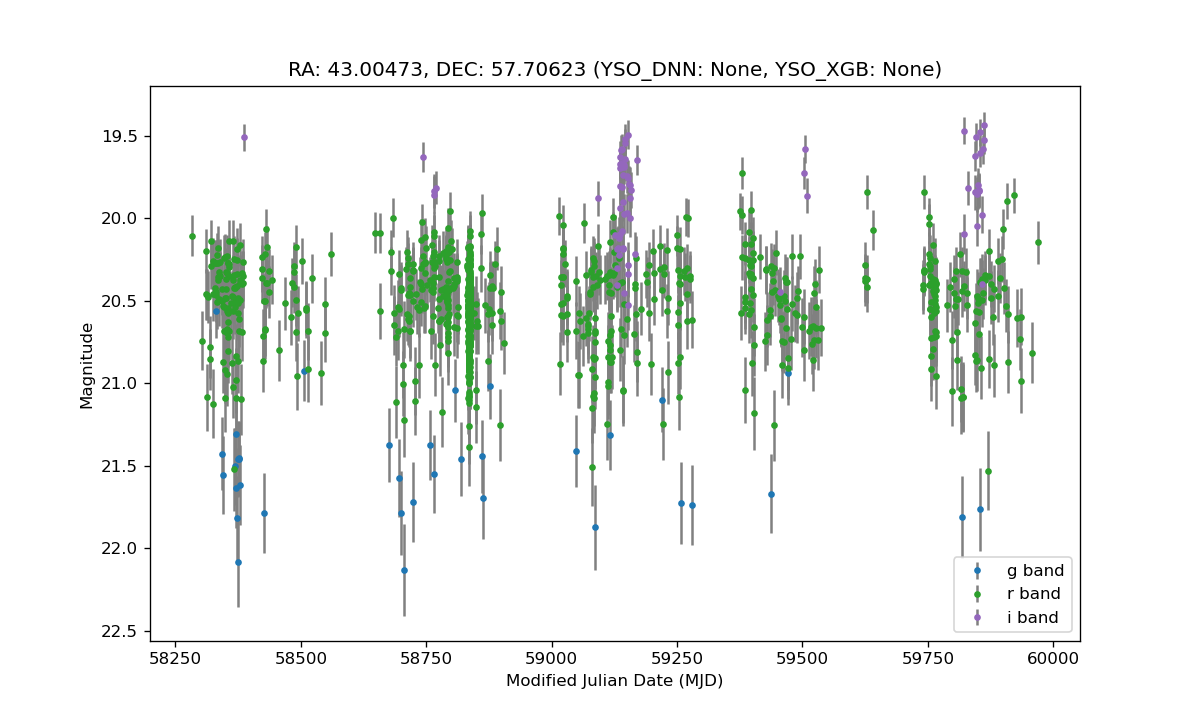 RA: 43.00473, DEC: 57.70623 (YSO_DNN: None, YSO_XGB: None)
19.5
20.0
20.5
21.0
21.5
22.0
22.5
Magnitude
g band
r band
i band
58250 58500 58750 59000 59250 59500 59750 60000
Modified Julian Date (MJD)